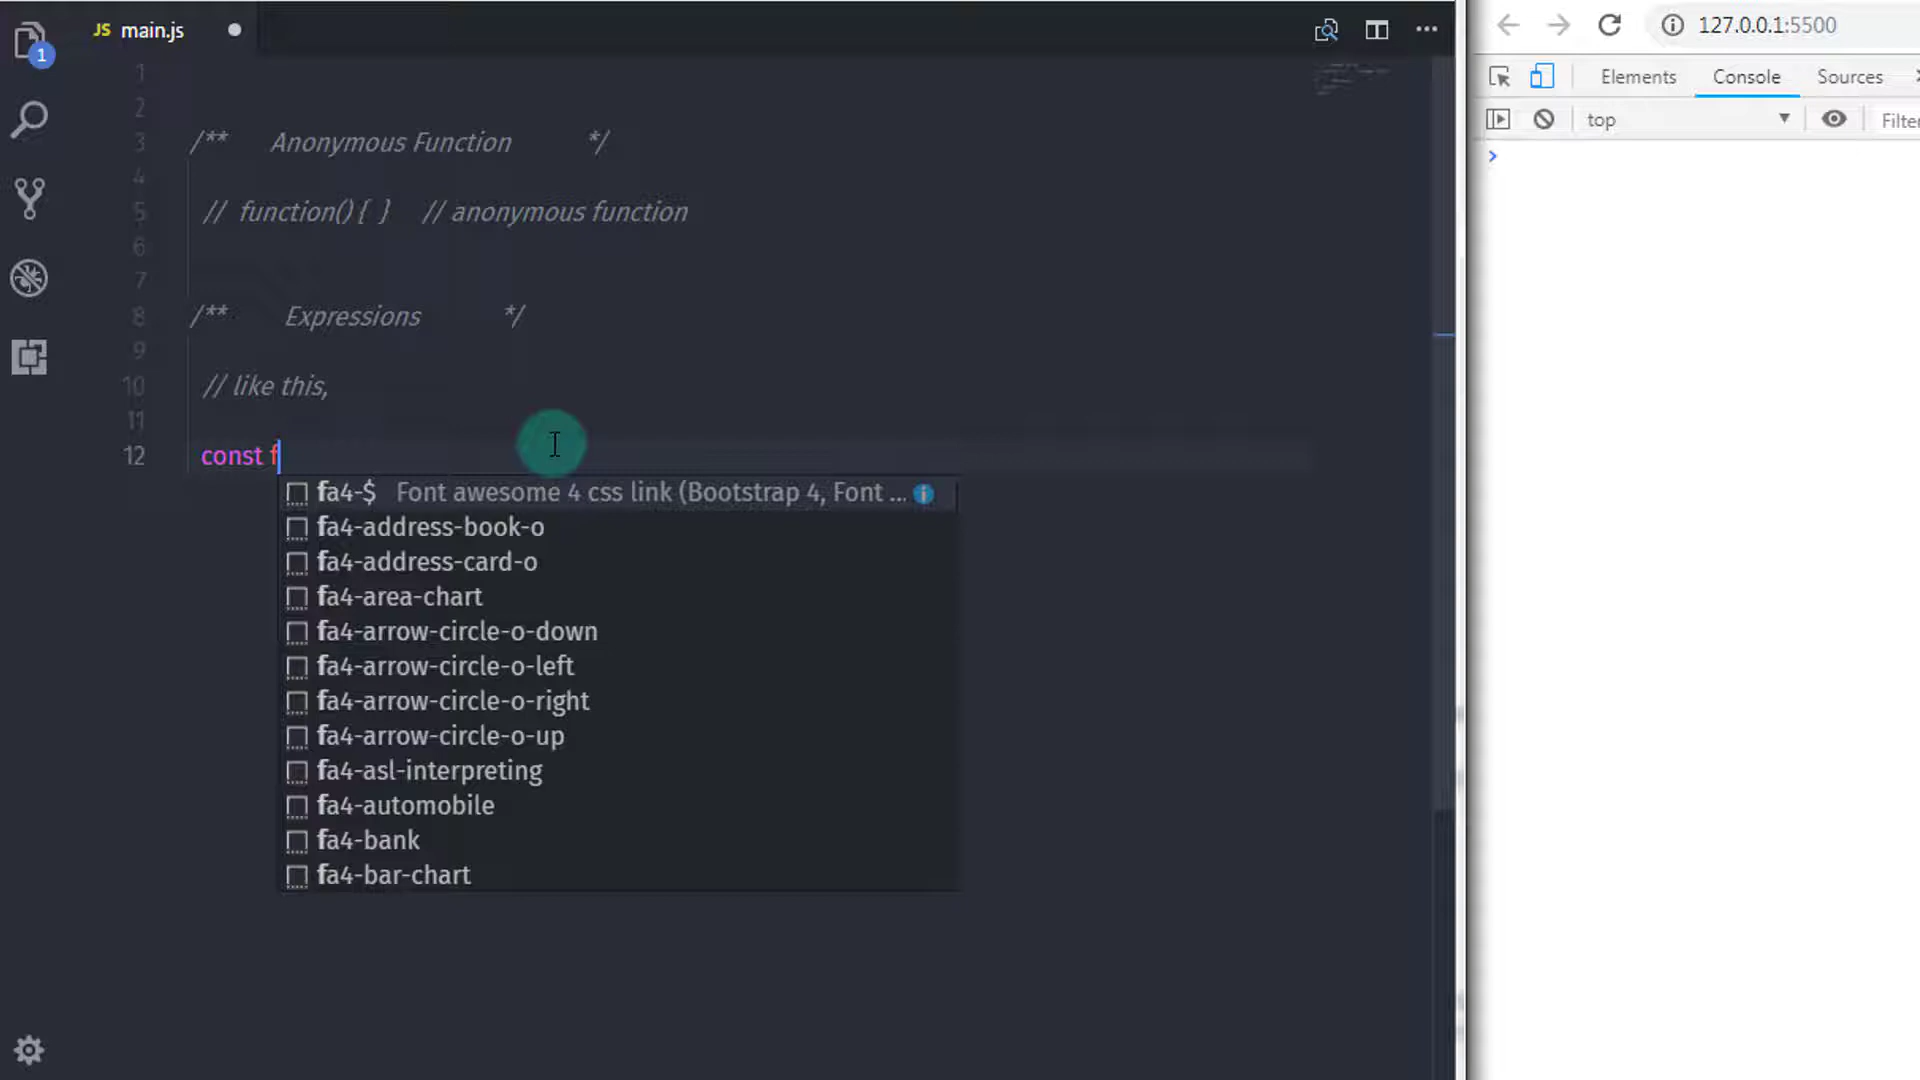 1
JS main.js
127.0.0.1:5500
Elements Console Sources
top
Filter
1
2
3 /** Anonymous Function */
4
5 // function(){ } // anonymous function
6
7
8 /** Expressions */
9
10 // like this,
11
12 const f
fa4-$ Font awesome 4 css link (Bootstrap 4, Font ...
fa4-address-book-o
fa4-address-card-o
fa4-area-chart
fa4-arrow-circle-o-down
fa4-arrow-circle-o-left
fa4-arrow-circle-o-right
fa4-arrow-circle-o-up
fa4-asl-interpreting
fa4-automobile
fa4-bank
fa4-bar-chart